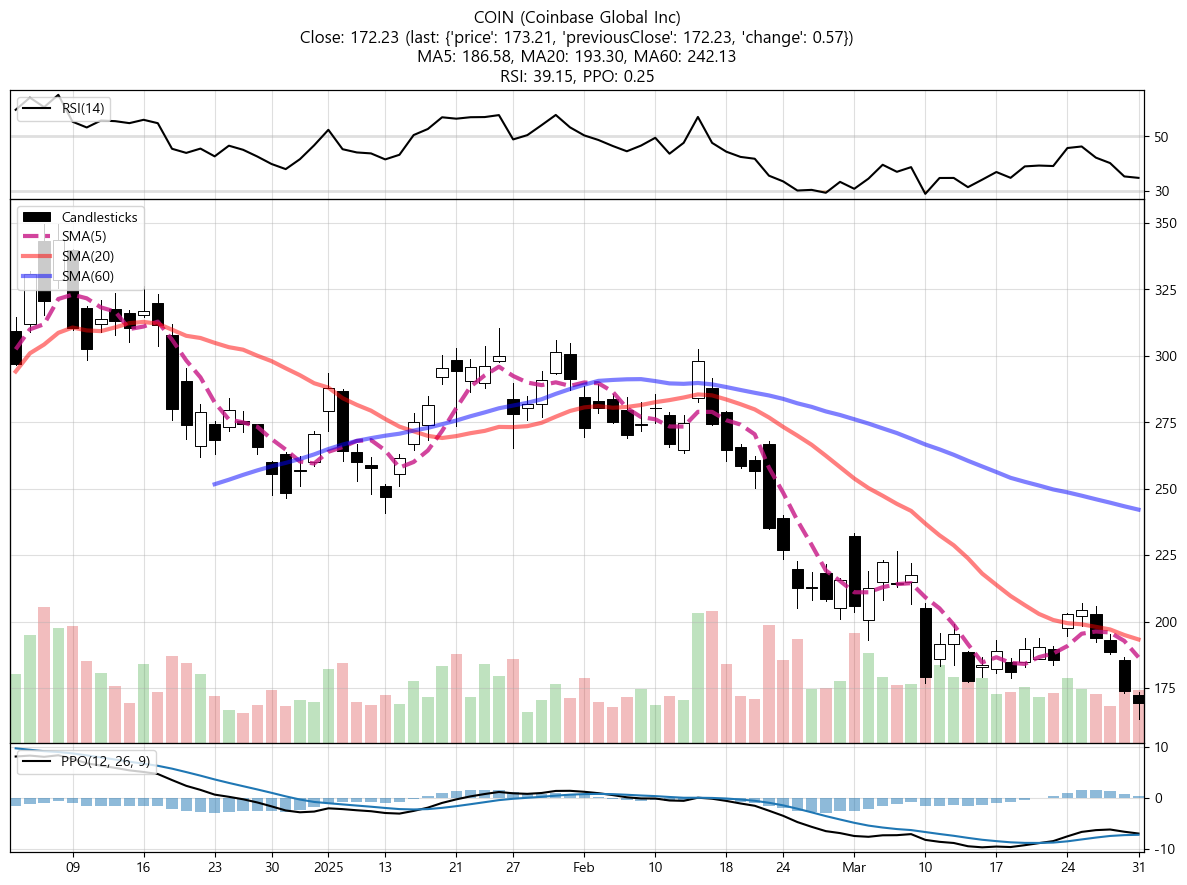 COIN (Coinbase Global Inc)
Close: 172.23 (last: {'price': 173.21, 'previousClose': 172.23, 'change': 0.57})
MA5: 186.58, MA20: 193.30, MA60: 242.13
RSI: 39.15, PPO: 0.25
RSI(14)
50
30
Candlesticks
SMA(5)
SMA(20)
SMA(60)
350
325
300
275
250
225
200
175
PPO(12, 26, 9)
10
0
-10
09 16 23 30 2025 13 21 27 Feb 10 18 24 Mar 10 17 24 31